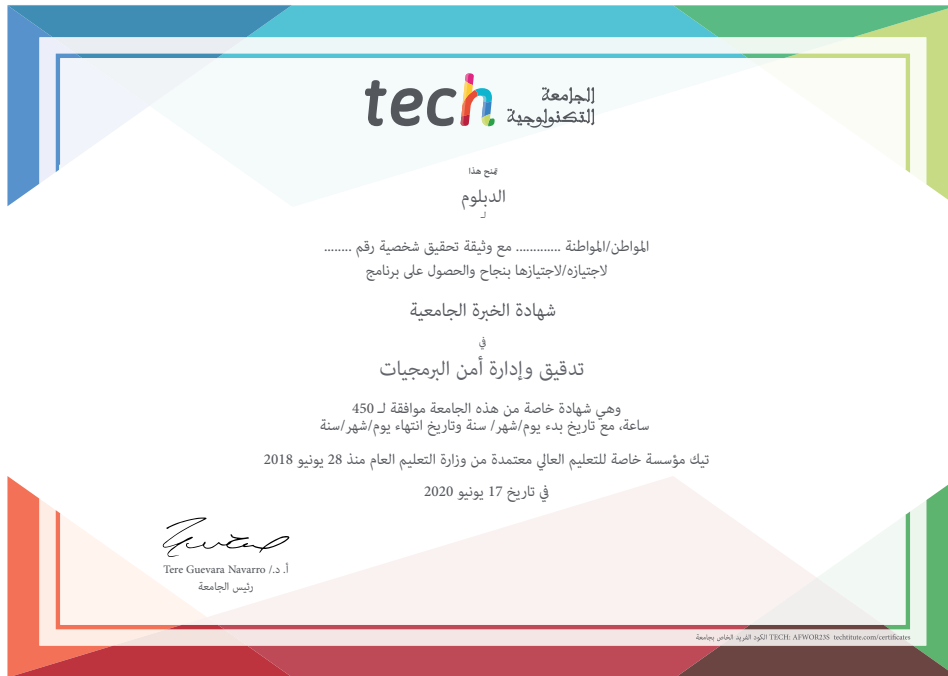 tech الجامعة
التكنولوجية
يمنح هذا
الدبلوم
لـ
المواطن/المواطنة ............. مع وثيقة تحقيق شخصية رقم ........
لاجتيازه/لاجتيازها بنجاح والحصول على برنامج
شهادة الخبرة الجامعية
في
تدقيق وإدارة أمن البرمجيات
وهي شهادة خاصة من هذه الجامعة موافقة لـ 450
ساعة، مع تاريخ بدء يوم/شهر/ سنة وتاريخ انتهاء يوم/شهر/سنة
تيك مؤسسة خاصة للتعليم العالي معتمدة من وزارة التعليم العام منذ 28 يونيو 2018
في تاريخ 17 يونيو 2020
أ. د./ Tere Guevara Navarro
رئيس الجامعة
الكود الفريد الخاص بجامعة TECH: AFWOR23S techtitute.com/certificates